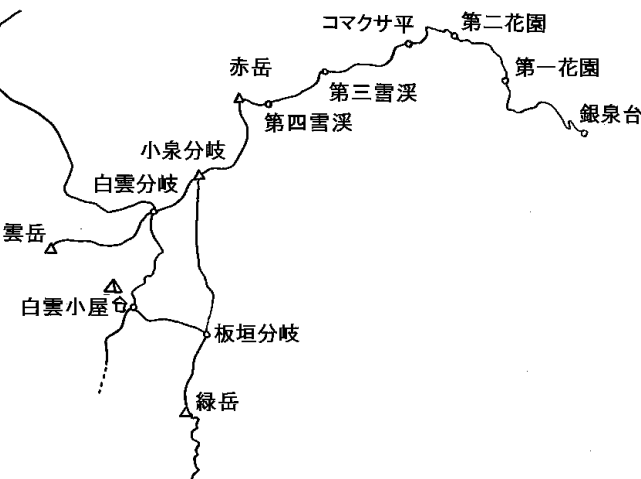 コマクサ平
第二花園
赤岳
第一花園
第三雪渓
銀泉台
第四雪渓
小泉分岐
白雲分岐
雲岳
白雲小屋
板垣分岐
緑岳